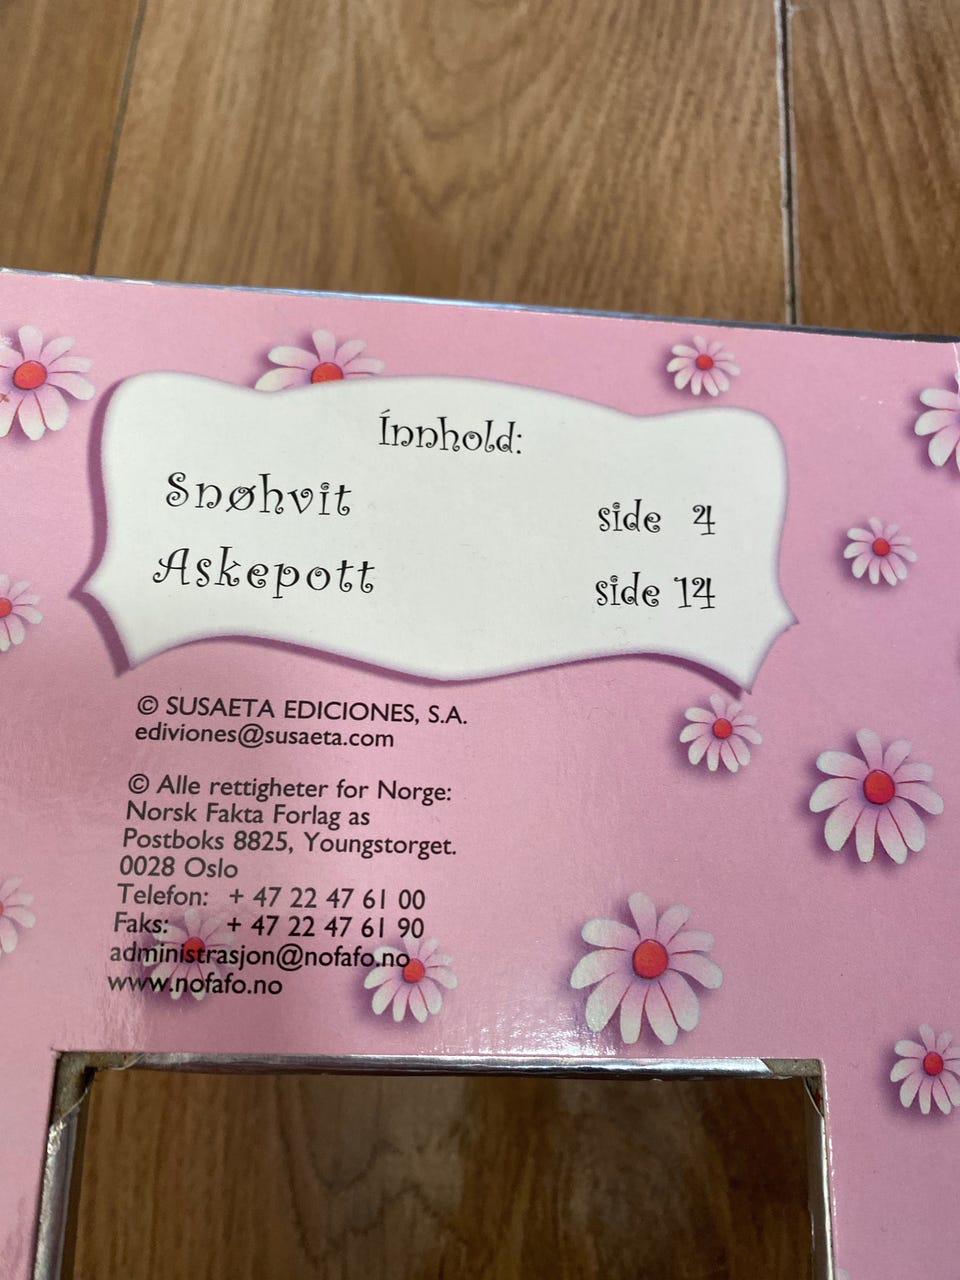 Ínnhold:
Snøhvit side 4
Askepott side 14
© SUSAETA EDICIONES, S.A.
ediviones@susaeta.com
© Alle rettigheter for Norge:
Norsk Fakta Forlag as
Postboks 8825, Youngstorget.
0028 Oslo
Telefon: + 47 22 47 61 00
Faks: + 47 22 47 61 90
administrasjon@nofafo.no
www.nofafo.no